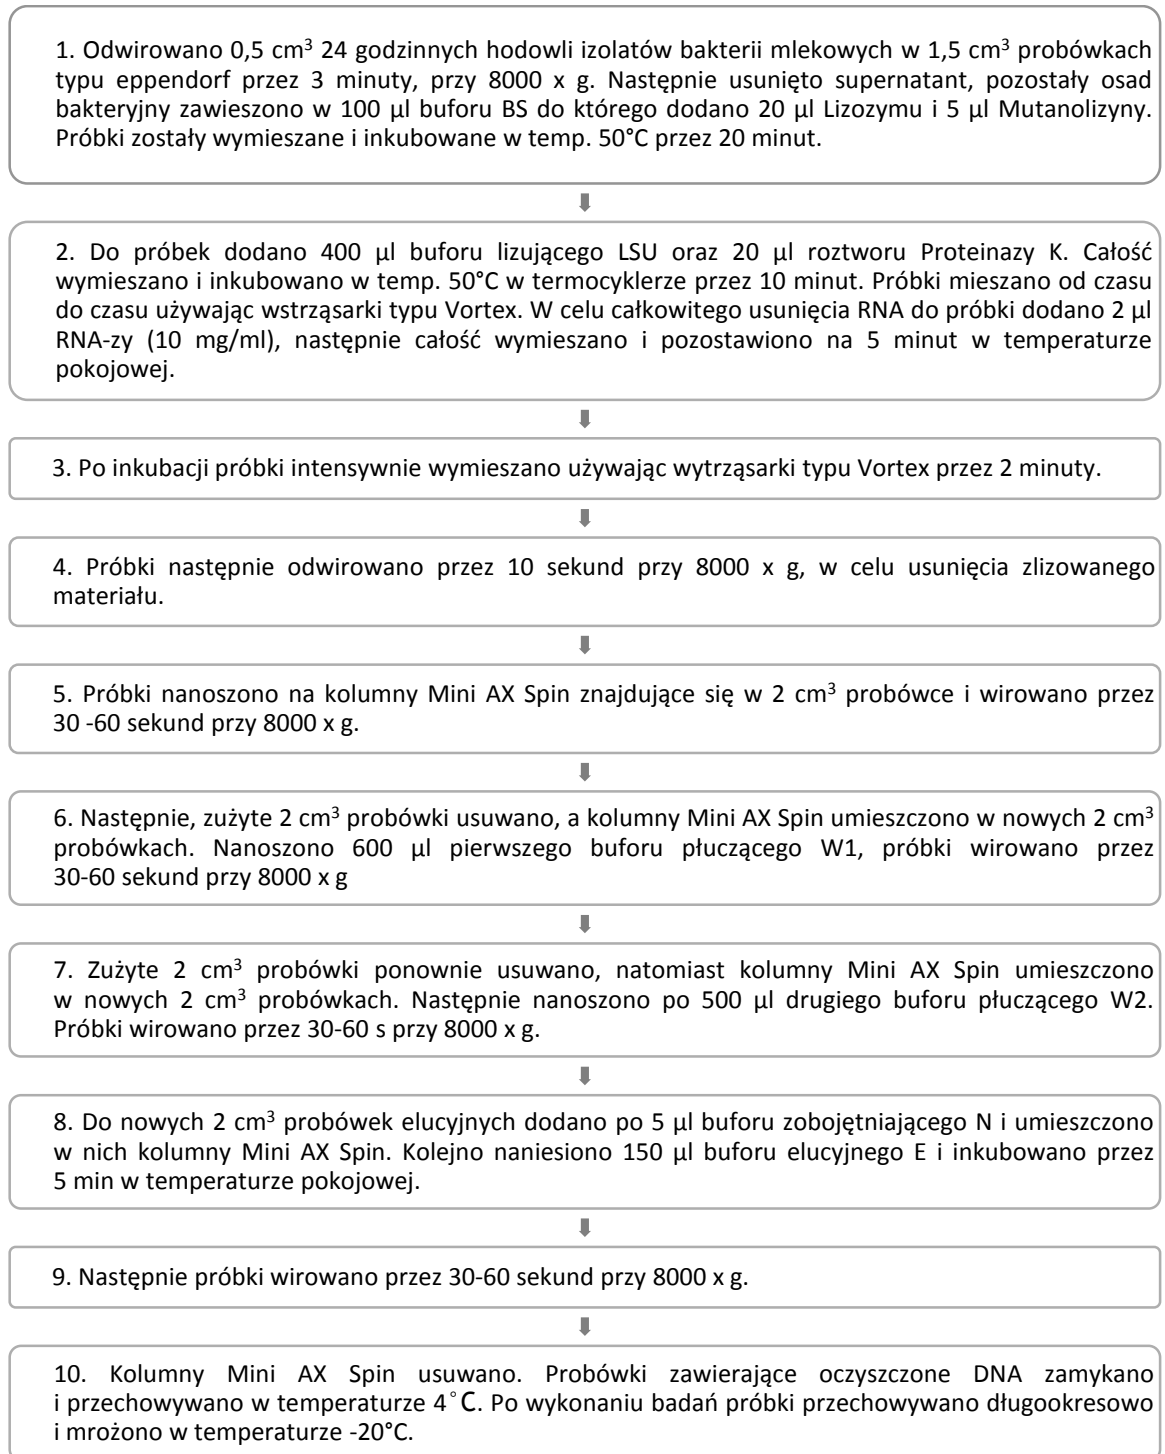 1. Odwirowano 0,5 cm³ 24 godzinnych hodowli izolatów bakterii mlekowych w 1,5 cm³ probówkach
typu eppendorf przez 3 minuty, przy 8000 x g. Następnie usunięto supernatant, pozostały osad
bakteryjny zawieszono w 100 µl buforu BS do którego dodano 20 µl Lizozymu i 5 µl Mutanolizyny.
Próbki zostały wymieszane i inkubowane w temp. 50°C przez 20 minut.
2. Do próbek dodano 400 µl buforu lizującego LSU oraz 20 µl roztworu Proteinazy K. Całość
wymieszano i inkubowano w temp. 50°C w termocyklerze przez 10 minut. Próbki mieszano od czasu
do czasu używając wstrząsarki typu Vortex. W celu całkowitego usunięcia RNA do próbki dodano 2 µl
RNA-zy (10 mg/ml), następnie całość wymieszano i pozostawiono na 5 minut w temperaturze
pokojowej.
3. Po inkubacji próbki intensywnie wymieszano używając wytrząsarki typu Vortex przez 2 minuty.
4. Próbki następnie odwirowano przez 10 sekund przy 8000 x g, w celu usunięcia zlizowanego
materiału.
5. Próbki nanoszono na kolumny Mini AX Spin znajdujące się w 2 cm³ probówce i wirowano przez
30 -60 sekund przy 8000 x g.
6. Następnie, zużyte 2 cm³ probówki usuwano, a kolumny Mini AX Spin umieszczono w nowych 2 cm³
probówkach. Nanoszono 600 µl pierwszego buforu płuczącego W1, próbki wirowano przez
30-60 sekund przy 8000 x g
7. Zużyte 2 cm³ probówki ponownie usuwano, natomiast kolumny Mini AX Spin umieszczono
w nowych 2 cm³ probówkach. Następnie nanoszono po 500 µl drugiego buforu płuczącego W2.
Próbki wirowano przez 30-60 s przy 8000 x g.
8. Do nowych 2 cm³ probówek elucyjnych dodano po 5 µl buforu zobojętniającego N i umieszczono
w nich kolumny Mini AX Spin. Kolejno naniesiono 150 µl buforu elucyjnego E i inkubowano przez
5 min w temperaturze pokojowej.
9. Następnie próbki wirowano przez 30-60 sekund przy 8000 x g.
10. Kolumny Mini AX Spin usuwano. Probówki zawierające oczyszczone DNA zamykano
i przechowywano w temperaturze 4°C. Po wykonaniu badań próbki przechowywano długookresowo
i mrożono w temperaturze -20°C.